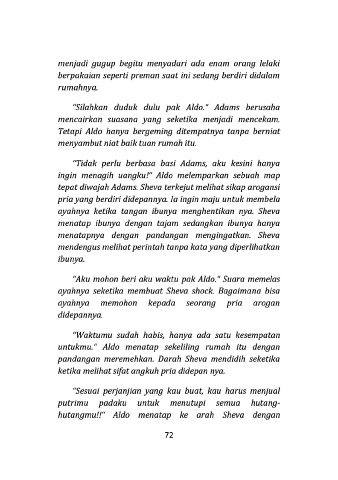 menjadi gugup begitu menyadari ada enam orang lelaki
berpakaian seperti preman saat ini sedang berdiri didalam
rumahnya.
"Silahkan duduk dulu pak Aldo." Adams berusaha
mencairkan suasana yang seketika menjadi mencekam.
Tetapi Aldo hanya bergeming ditempatnya tanpa berniat
menyambut niat baik tuan rumah itu.
"Tidak perlu berbasa basi Adams, aku kesini hanya
ingin menagih uangku!" Aldo melemparkan sebuah map
tepat diwajah Adams. Sheva terkejut melihat sikap arogansi
pria yang berdiri didepannya. Ia ingin maju untuk membela
ayahnya ketika tangan ibunya menghentikan nya. Sheva
menatap ibunya dengan tajam sedangkan ibunya hanya
menatapnya dengan pandangan mengingatkan. Sheva
mendengus melihat perintah tanpa kata yang diperlihatkan
ibunya.
"Aku mohon beri aku waktu pak Aldo." Suara memelas
ayahnya seketika membuat Sheva shock. Bagaimana bisa
ayahnya memohon kepada seorang pria arogan
didepannya.
"Waktumu sudah habis, hanya ada satu kesempatan
untukmu." Aldo menatap sekeliling rumah itu dengan
pandangan meremehkan. Darah Sheva mendidih seketika
ketika melihat sifat angkuh pria didepan nya.
"Sesuai perjanjian yang kau buat, kau harus menjual
putrimu padaku untuk menutupi semua hutang-
hutangmu!!" Aldo menatap ke arah Sheva dengan
72